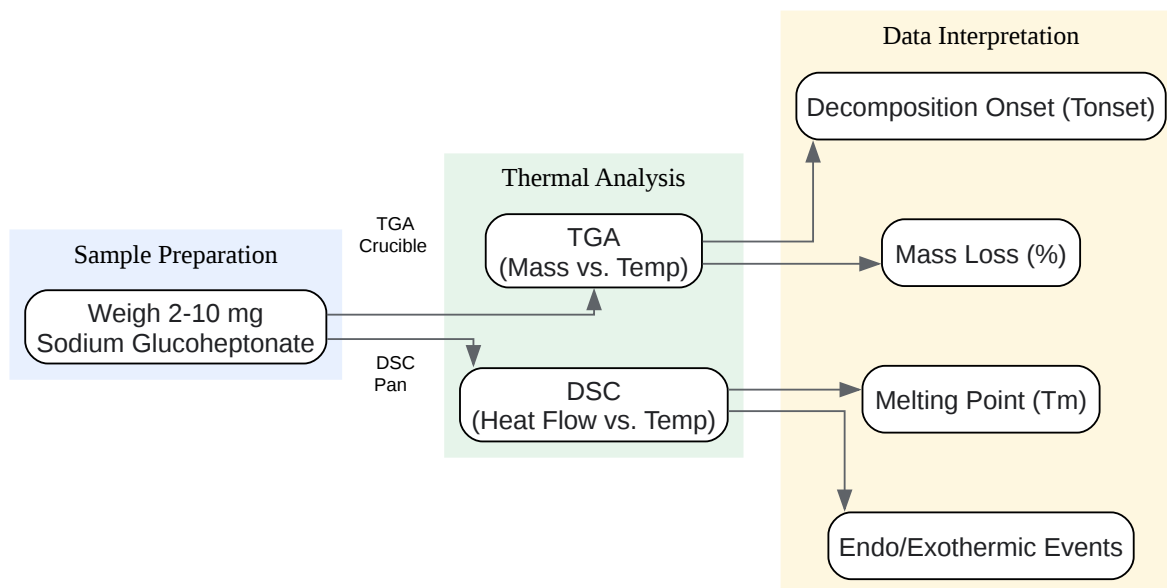 Sample Preparation
Weigh 2-10 mg
Sodium Glucoheptonate
TGA
Crucible
DSC
Pan
Thermal Analysis
TGA
(Mass vs. Temp)
DSC
(Heat Flow vs. Temp)
Data Interpretation
Decomposition Onset (Tonset)
Mass Loss (%)
Melting Point (Tm)
Endo/Exothermic Events